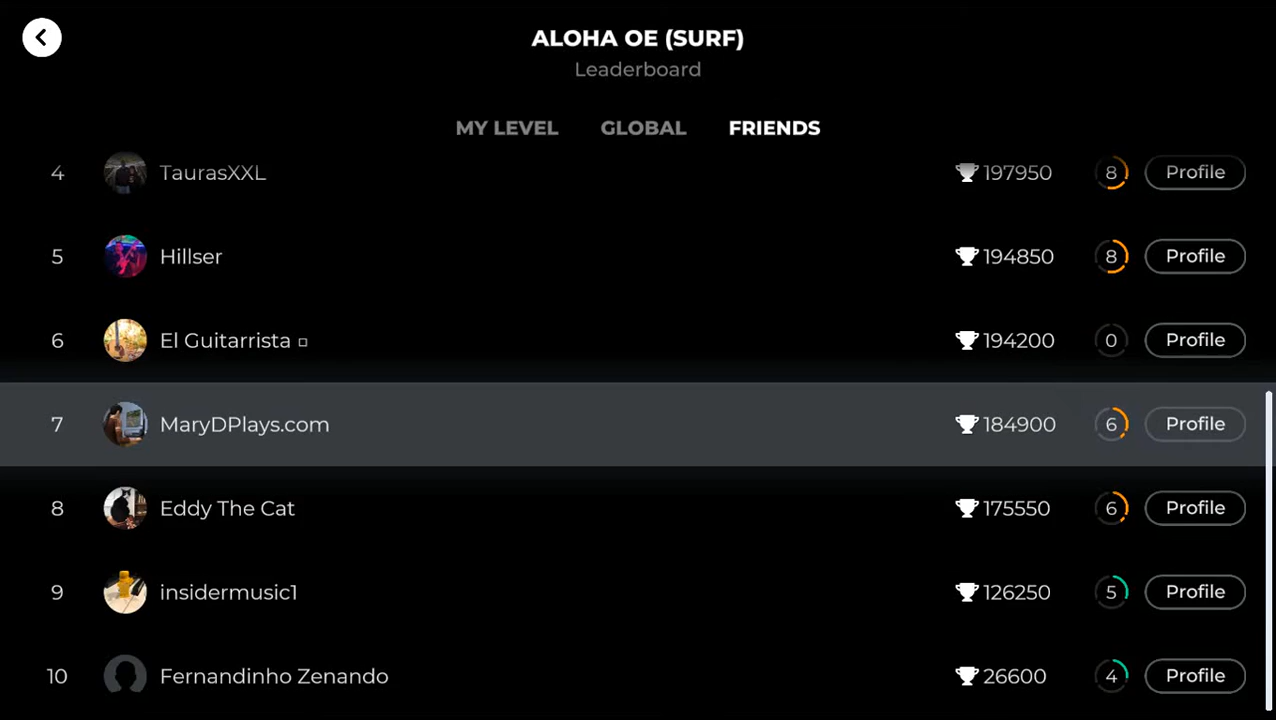 ALOHA OE (SURF)
Leaderboard
MY LEVEL GLOBAL FRIENDS
4 TaurasXXL 197950 8 Profile
5 Hillser 194850 8 Profile
6 El Guitarrista □ 194200 0 Profile
7 MaryDPlays.com 184900 6 Profile
8 Eddy The Cat 175550 6 Profile
9 insidermusic1 126250 5 Profile
10 Fernandinho Zenando 26600 4 Profile